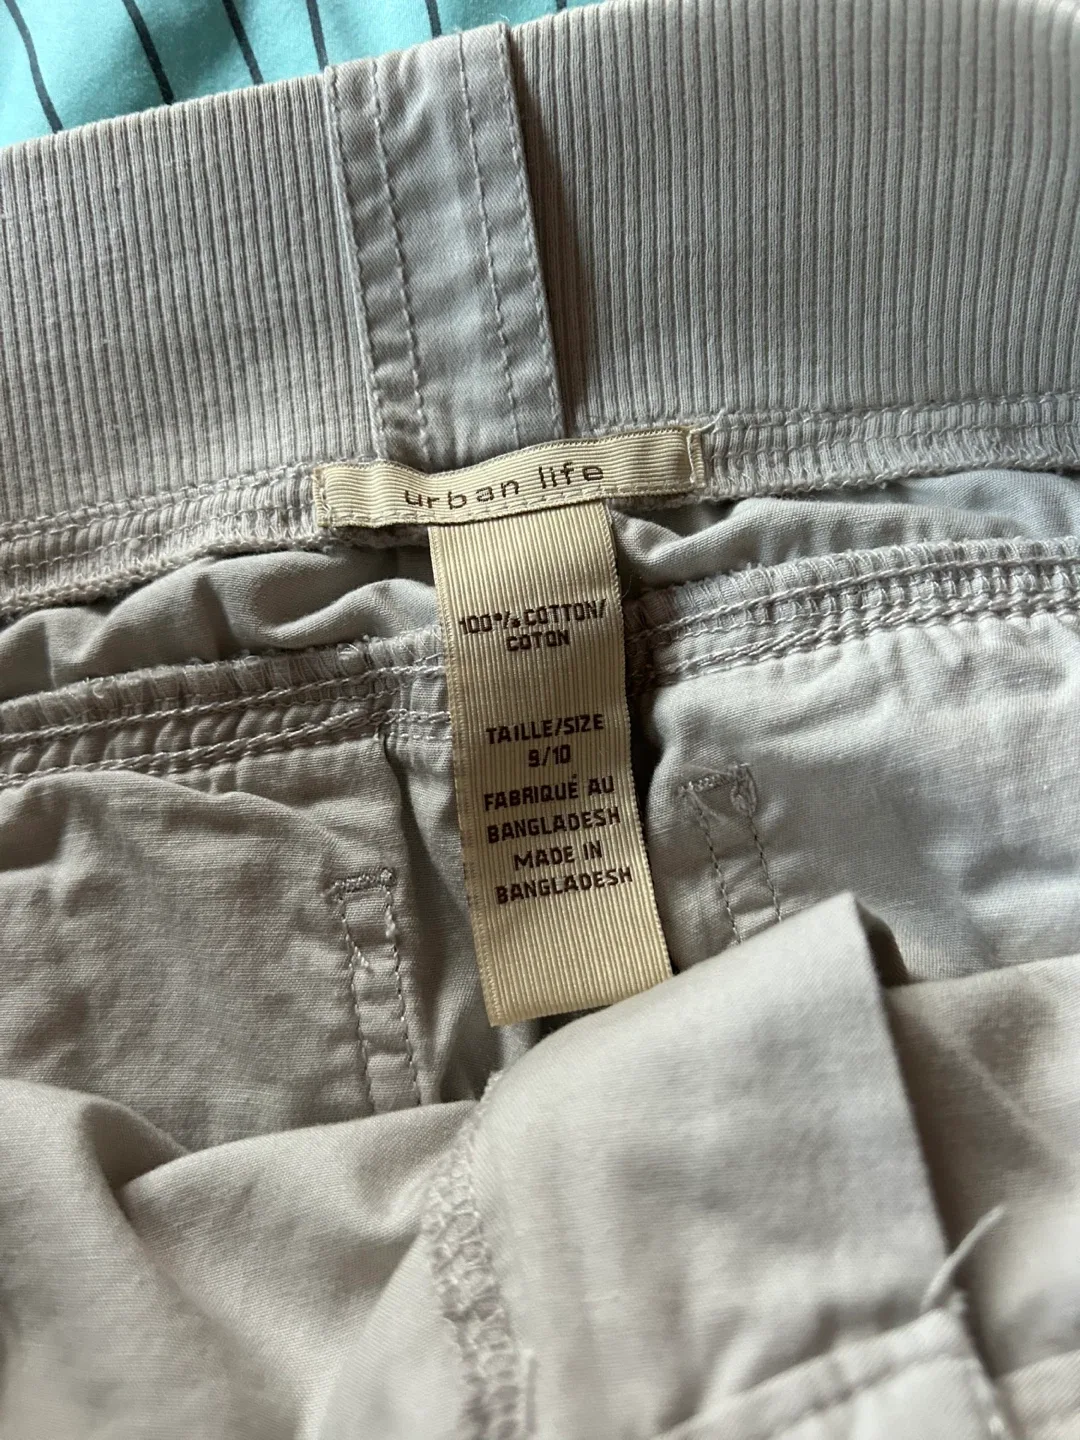 urban life
100% COTTON/
COTON
TAILLE/SIZE
9/10
FABRIQUÉ AU
BANGLADESH
MADE IN
BANGLADESH